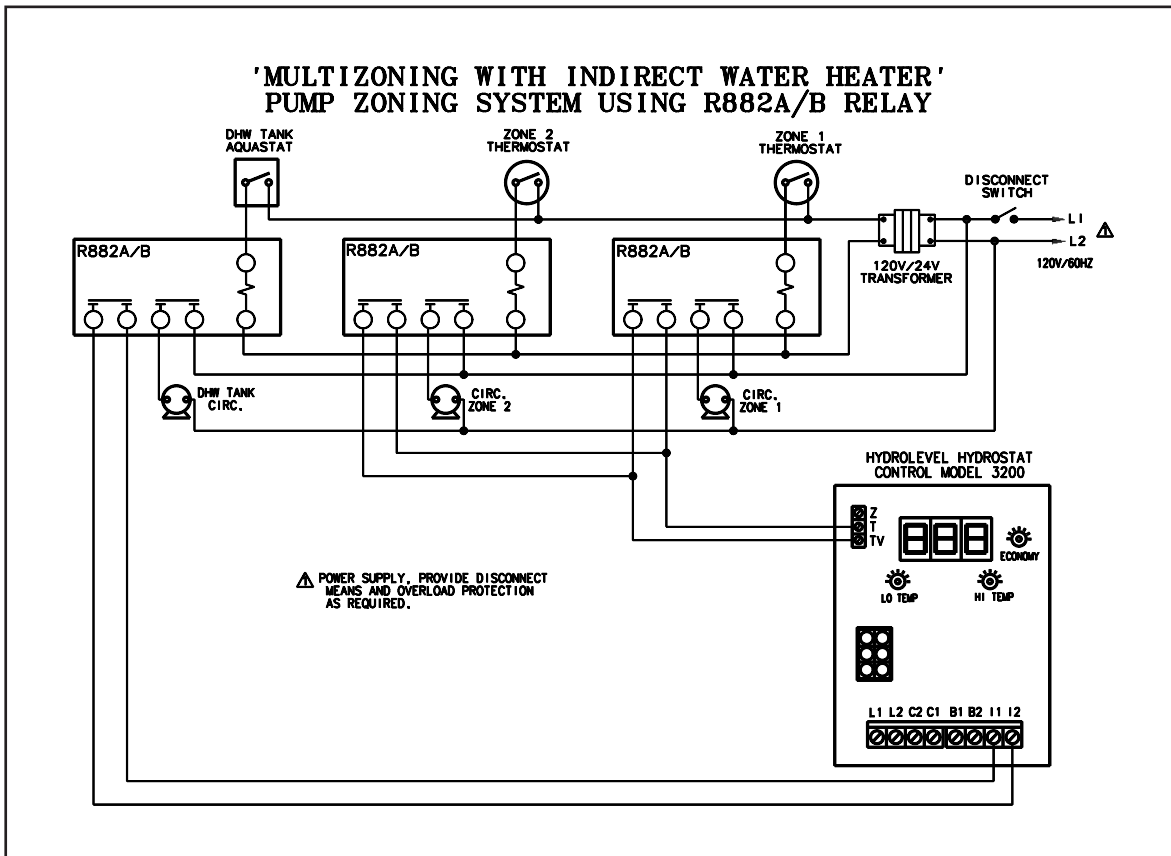 'MULTIZONING WITH INDIRECT WATER HEATER'
PUMP ZONING SYSTEM USING R882A/B RELAY
DHW TANK
AQUASTAT
ZONE 2
THERMOSTAT
ZONE 1
THERMOSTAT
DISCONNECT
SWITCH
L1
L2
120V/60HZ
120V/24V
TRANSFORMER
R882A/B
R882A/B
R882A/B
DHW TANK
CIRC.
CIRC.
ZONE 2
CIRC.
ZONE 1
HYDROLEVEL HYDROSTAT
CONTROL MODEL 3200
Z
T
TV
888
ECONOMY
LO TEMP
HI TEMP
! POWER SUPPLY, PROVIDE DISCONNECT
MEANS AND OVERLOAD PROTECTION
AS REQUIRED.
L1 L2 C2 C1 B1 B2 I1 I2